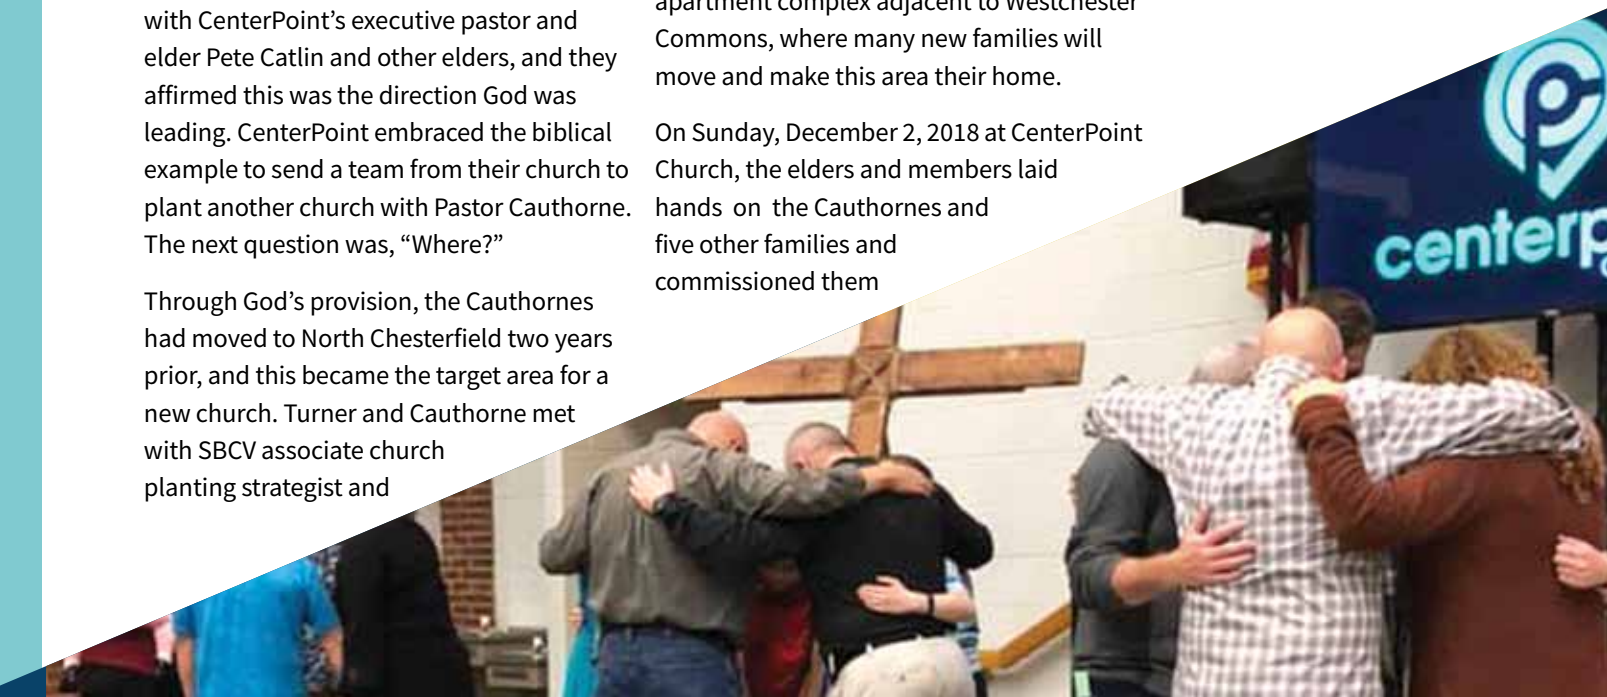 with CenterPoint’s executive pastor and
elder Pete Catlin and other elders, and they
affirmed this was the direction God was
leading. CenterPoint embraced the biblical
example to send a team from their church to
plant another church with Pastor Cauthorne.
The next question was, “Where?”
Through God’s provision, the Cauthornes
had moved to North Chesterfield two years
prior, and this became the target area for a
new church. Turner and Cauthorne met
with SBCV associate church
planting strategist and
apartment complex adjacent to Westchester
Commons, where many new families will
move and make this area their home.
On Sunday, December 2, 2018 at CenterPoint
Church, the elders and members laid
hands on the Cauthornes and
five other families and
commissioned them
centerp